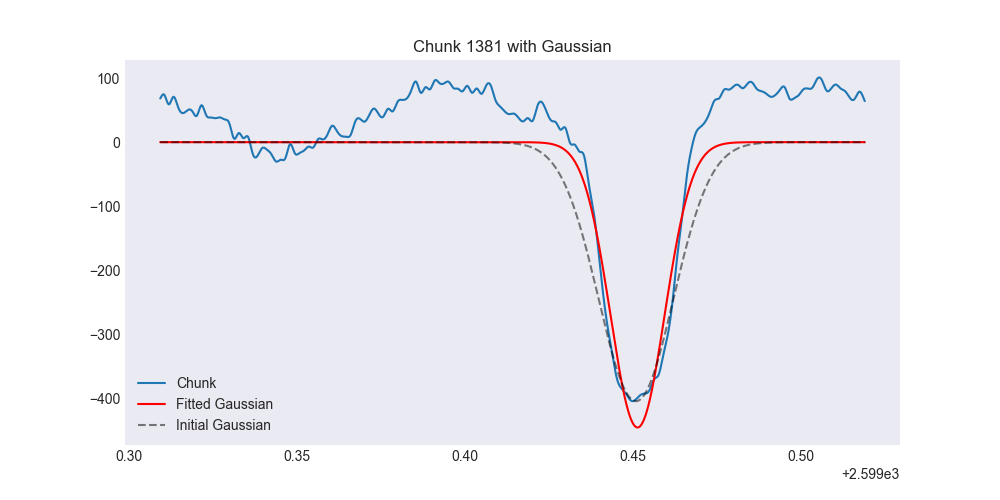 Chunk 1381 with Gaussian
100
0
−100
−200
−300
−400
Chunk
Fitted Gaussian
Initial Gaussian
0.30 0.35 0.40 0.45 0.50
+2.599e3